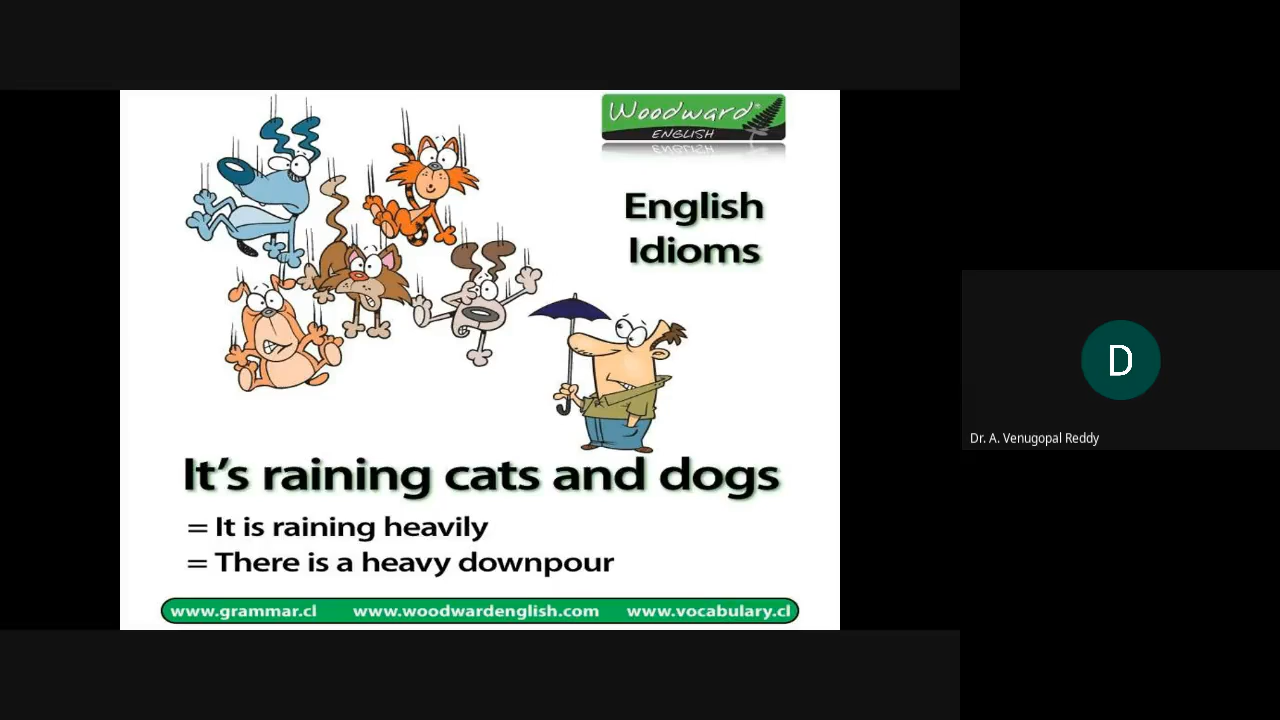 Woodward®
ENGLISH
English
Idioms
It's raining cats and dogs
= It is raining heavily
= There is a heavy downpour
www.grammar.cl www.woodwardenglish.com www.vocabulary.cl
D
Dr. A. Venugopal Reddy